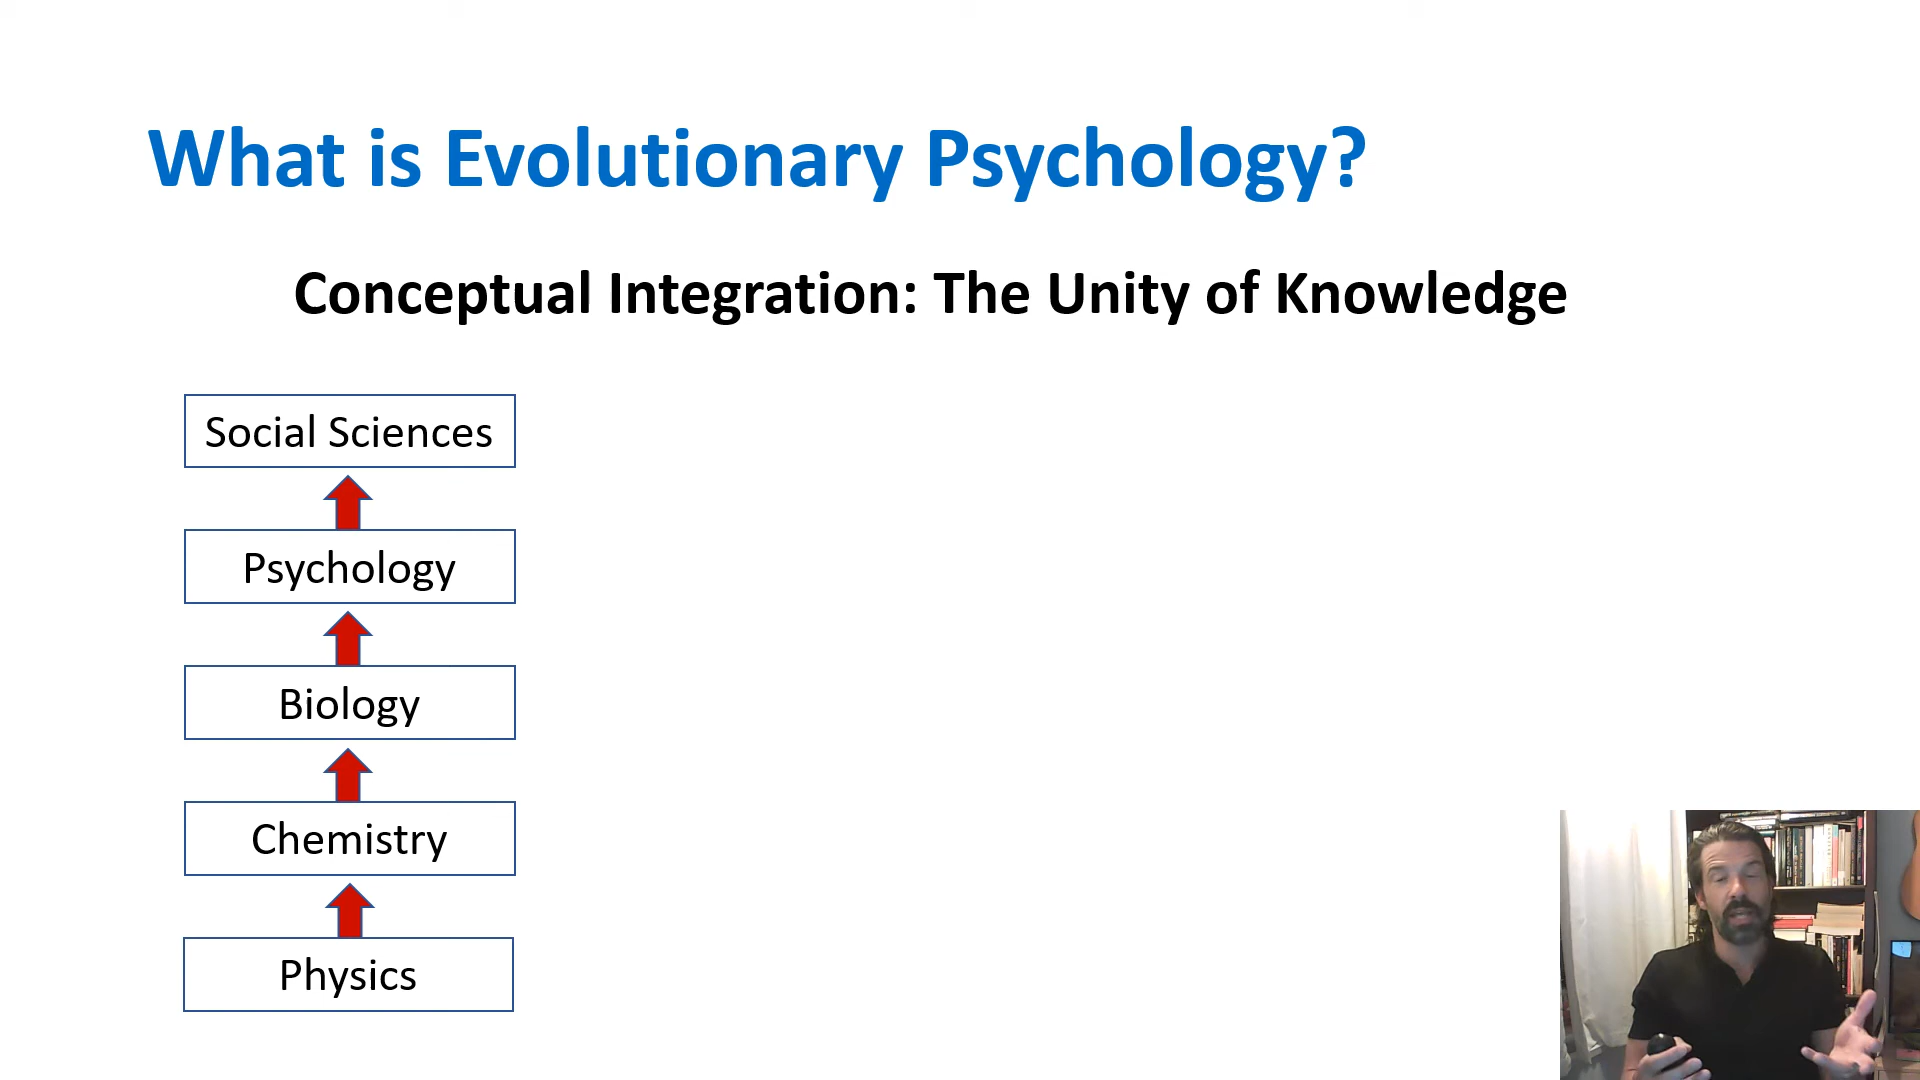 What is Evolutionary Psychology?
Conceptual Integration: The Unity of Knowledge
Social Sciences
Psychology
Biology
Chemistry
Physics